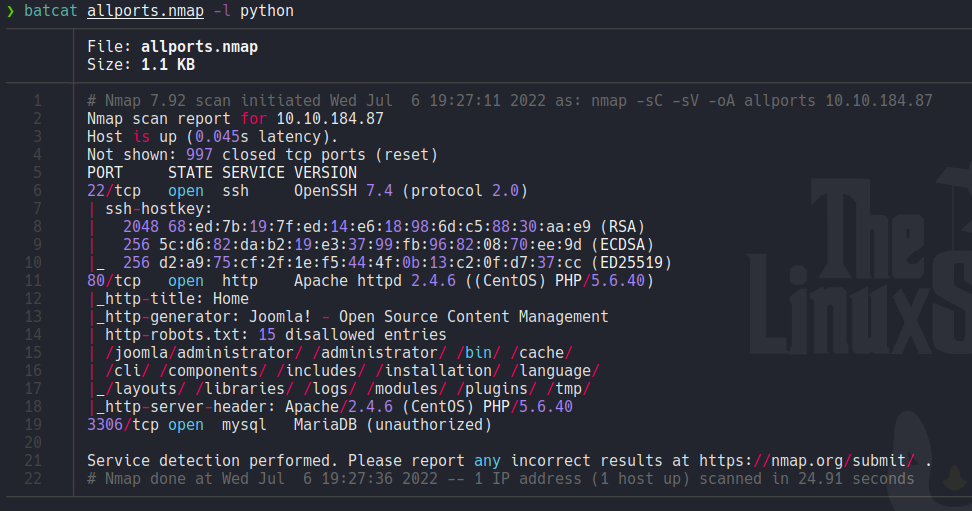 ❯ batcat allports.nmap -l python
File: allports.nmap
Size: 1.1 KB
1 # Nmap 7.92 scan initiated Wed Jul  6 19:27:11 2022 as: nmap -sC -sV -oA allports 10.10.184.87
2 Nmap scan report for 10.10.184.87
3 Host is up (0.045s latency).
4 Not shown: 997 closed tcp ports (reset)
5 PORT     STATE SERVICE VERSION
6 22/tcp   open  ssh     OpenSSH 7.4 (protocol 2.0)
7 | ssh-hostkey:
8 |   2048 68:ed:7b:19:7f:ed:14:e6:18:98:6d:c5:88:30:aa:e9 (RSA)
9 |   256 5c:d6:82:da:b2:19:e3:37:99:fb:96:82:08:70:ee:9d (ECDSA)
10 |_  256 d2:a9:75:cf:2f:1e:f5:44:4f:0b:13:c2:0f:d7:37:cc (ED25519)
11 80/tcp   open  http    Apache httpd 2.4.6 ((CentOS) PHP/5.6.40)
12 |_http-title: Home
13 |_http-generator: Joomla! - Open Source Content Management
14 | http-robots.txt: 15 disallowed entries
15 | /joomla/administrator/ /administrator/ /bin/ /cache/
16 | /cli/ /components/ /includes/ /installation/ /language/
17 |_/layouts/ /libraries/ /logs/ /modules/ /plugins/ /tmp/
18 |_http-server-header: Apache/2.4.6 (CentOS) PHP/5.6.40
19 3306/tcp open  mysql   MariaDB (unauthorized)
20
21 Service detection performed. Please report any incorrect results at https://nmap.org/submit/ .
22 # Nmap done at Wed Jul  6 19:27:36 2022 -- 1 IP address (1 host up) scanned in 24.91 seconds
The
LinuxS